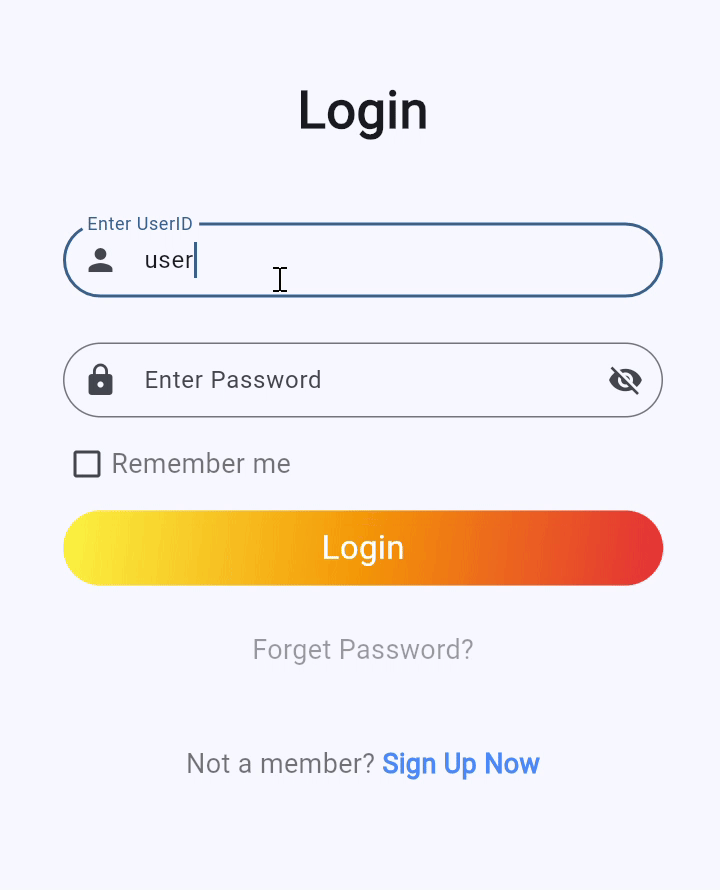 Login
Enter UserID
user
Enter Password
Remember me
Login
Forget Password?
Not a member? Sign Up Now